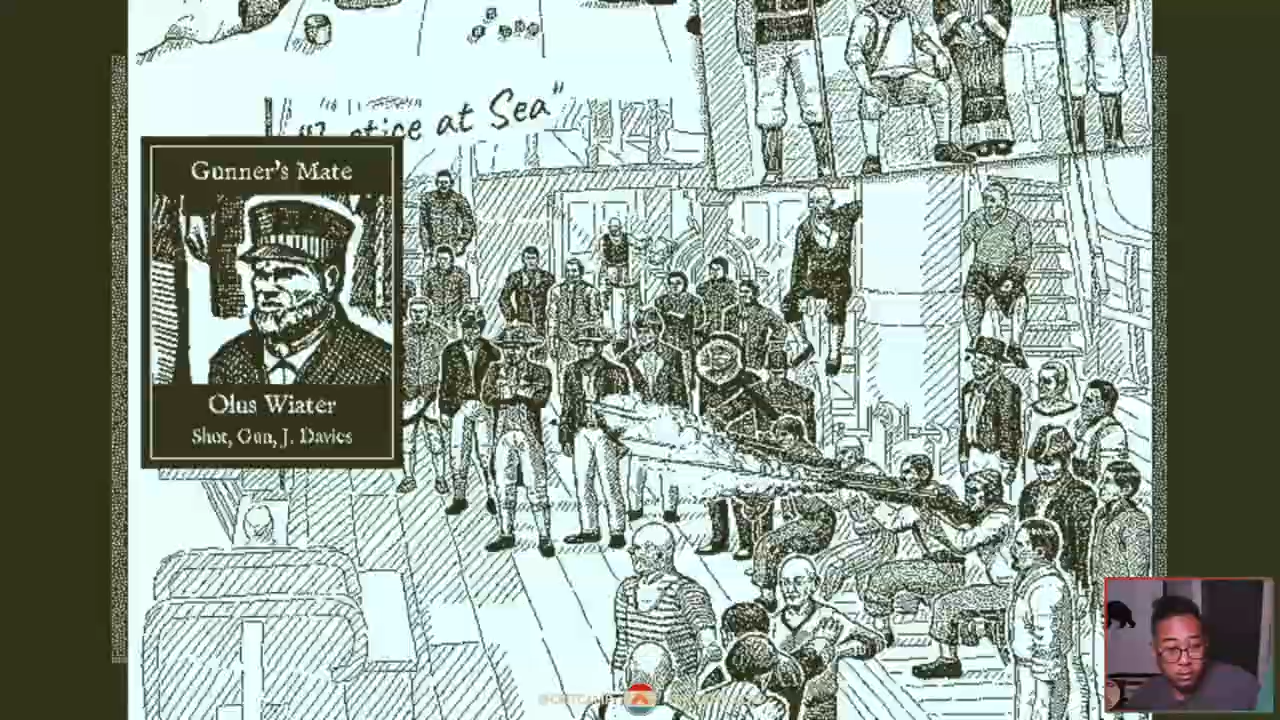 at Sea"
Gunner's Mate
Olus Wiater
Shot, Gun, J. Davies